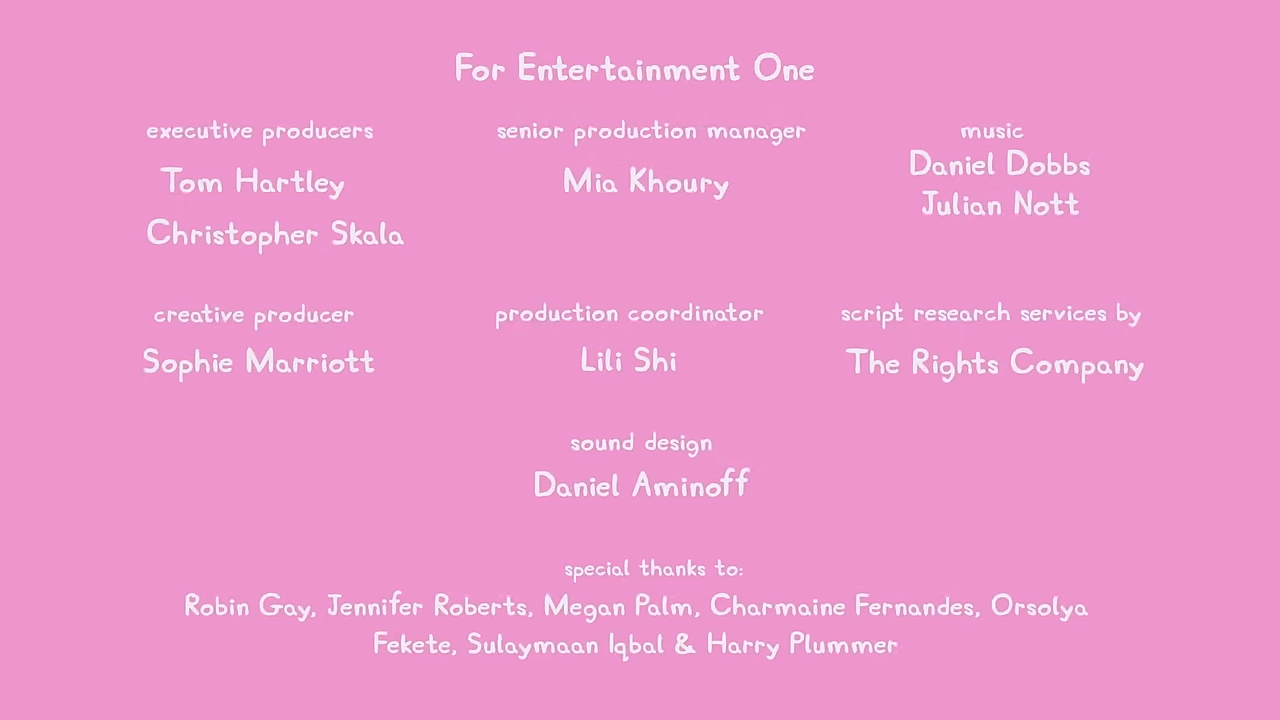 For Entertainment One
executive producers
Tom Hartley
Christopher Skala
senior production manager
Mia Khoury
music
Daniel Dobbs
Julian Nott
creative producer
Sophie Marriott
production coordinator
Lili Shi
script research services by
The Rights Company
sound design
Daniel Aminoff
special thanks to:
Robin Gay, Jennifer Roberts, Megan Palm, Charmaine Fernandes, Orsolya
Fekete, Sulaymaan Iqbal & Harry Plummer